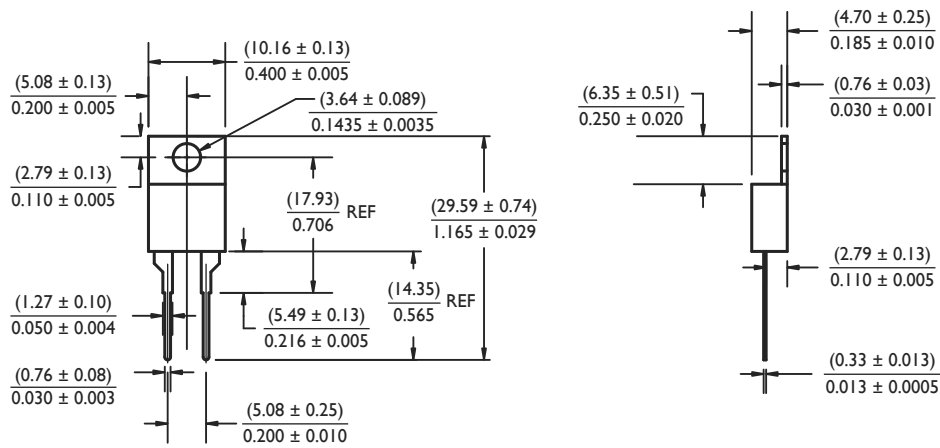 (4.70 ± 0.25)
0.185 ± 0.010
(10.16 ± 0.13)
0.400 ± 0.005
(5.08 ± 0.13)
0.200 ± 0.005
(3.64 ± 0.089)
0.1435 ± 0.0035
(6.35 ± 0.51)
0.250 ± 0.020
(0.76 ± 0.03)
0.030 ± 0.001
(2.79 ± 0.13)
0.110 ± 0.005
(17.93) REF
0.706
(29.59 ± 0.74)
1.165 ± 0.029
(2.79 ± 0.13)
0.110 ± 0.005
(14.35) REF
0.565
(1.27 ± 0.10)
0.050 ± 0.004
(5.49 ± 0.13)
0.216 ± 0.005
(0.76 ± 0.08)
0.030 ± 0.003
(0.33 ± 0.013)
0.013 ± 0.0005
(5.08 ± 0.25)
0.200 ± 0.010